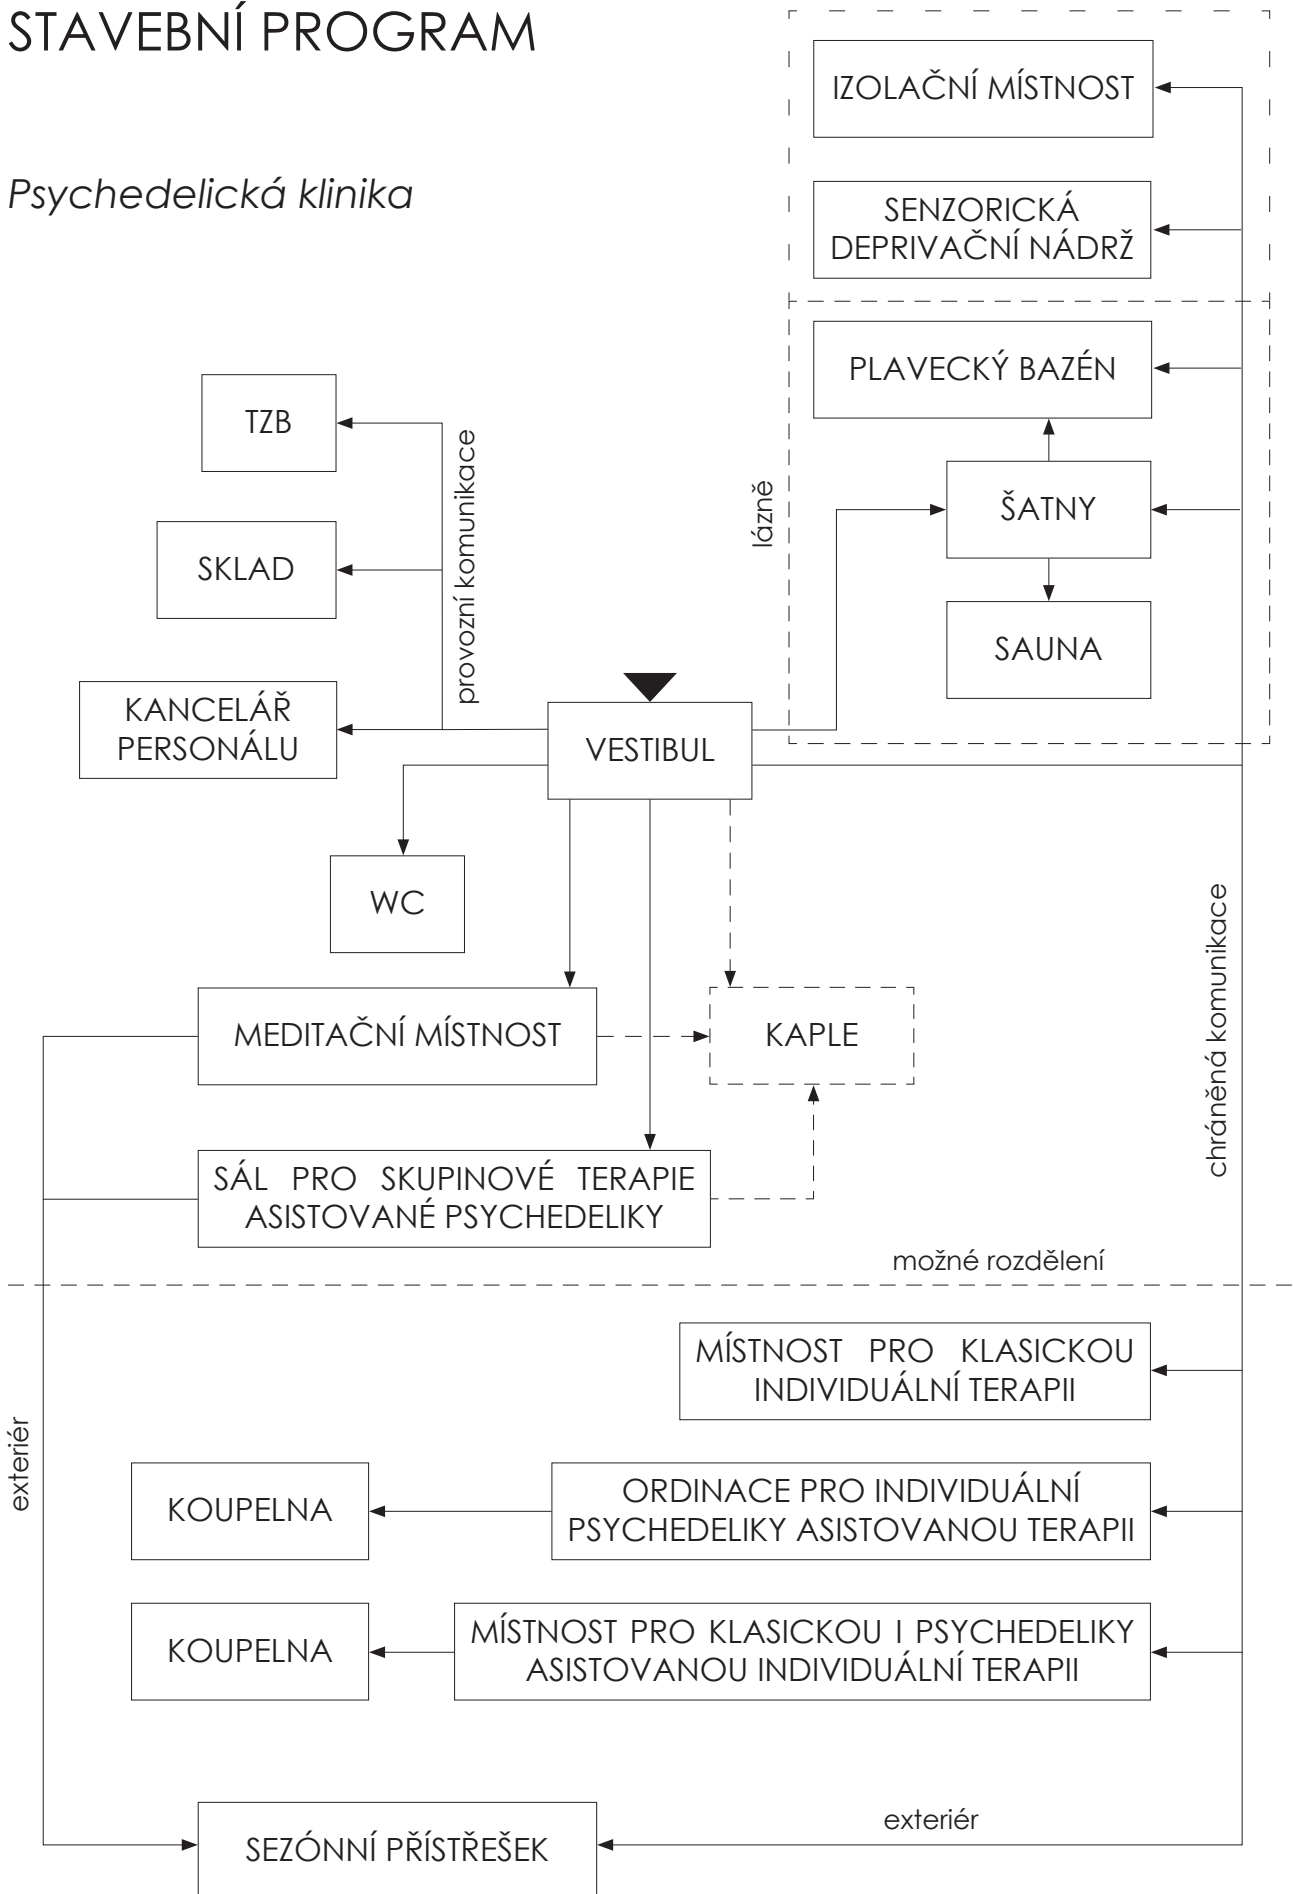 STAVEBNÍ PROGRAM
Psychedelická klinika
IZOLAČNÍ MÍSTNOST
SENZORICKÁ
DEPRIVAČNÍ NÁDRŽ
PLAVECKÝ BAZÉN
lázně
ŠATNY
SAUNA
TZB
SKLAD
provozní komunikace
KANCELÁŘ
PERSONÁLU
VESTIBUL
WC
chráněná komunikace
MEDITAČNÍ MÍSTNOST
KAPLE
SÁL PRO SKUPINOVÉ TERAPIE
ASISTOVANÉ PSYCHEDELIKY
možné rozdělení
MÍSTNOST PRO KLASICKOU
INDIVIDUÁLNÍ TERAPII
exteriér
KOUPELNA
ORDINACE PRO INDIVIDUÁLNÍ
PSYCHEDELIKY ASISTOVANOU TERAPII
KOUPELNA
MÍSTNOST PRO KLASICKOU I PSYCHEDELIKY
ASISTOVANOU INDIVIDUÁLNÍ TERAPII
exteriér
SEZÓNNÍ PŘÍSTŘEŠEK